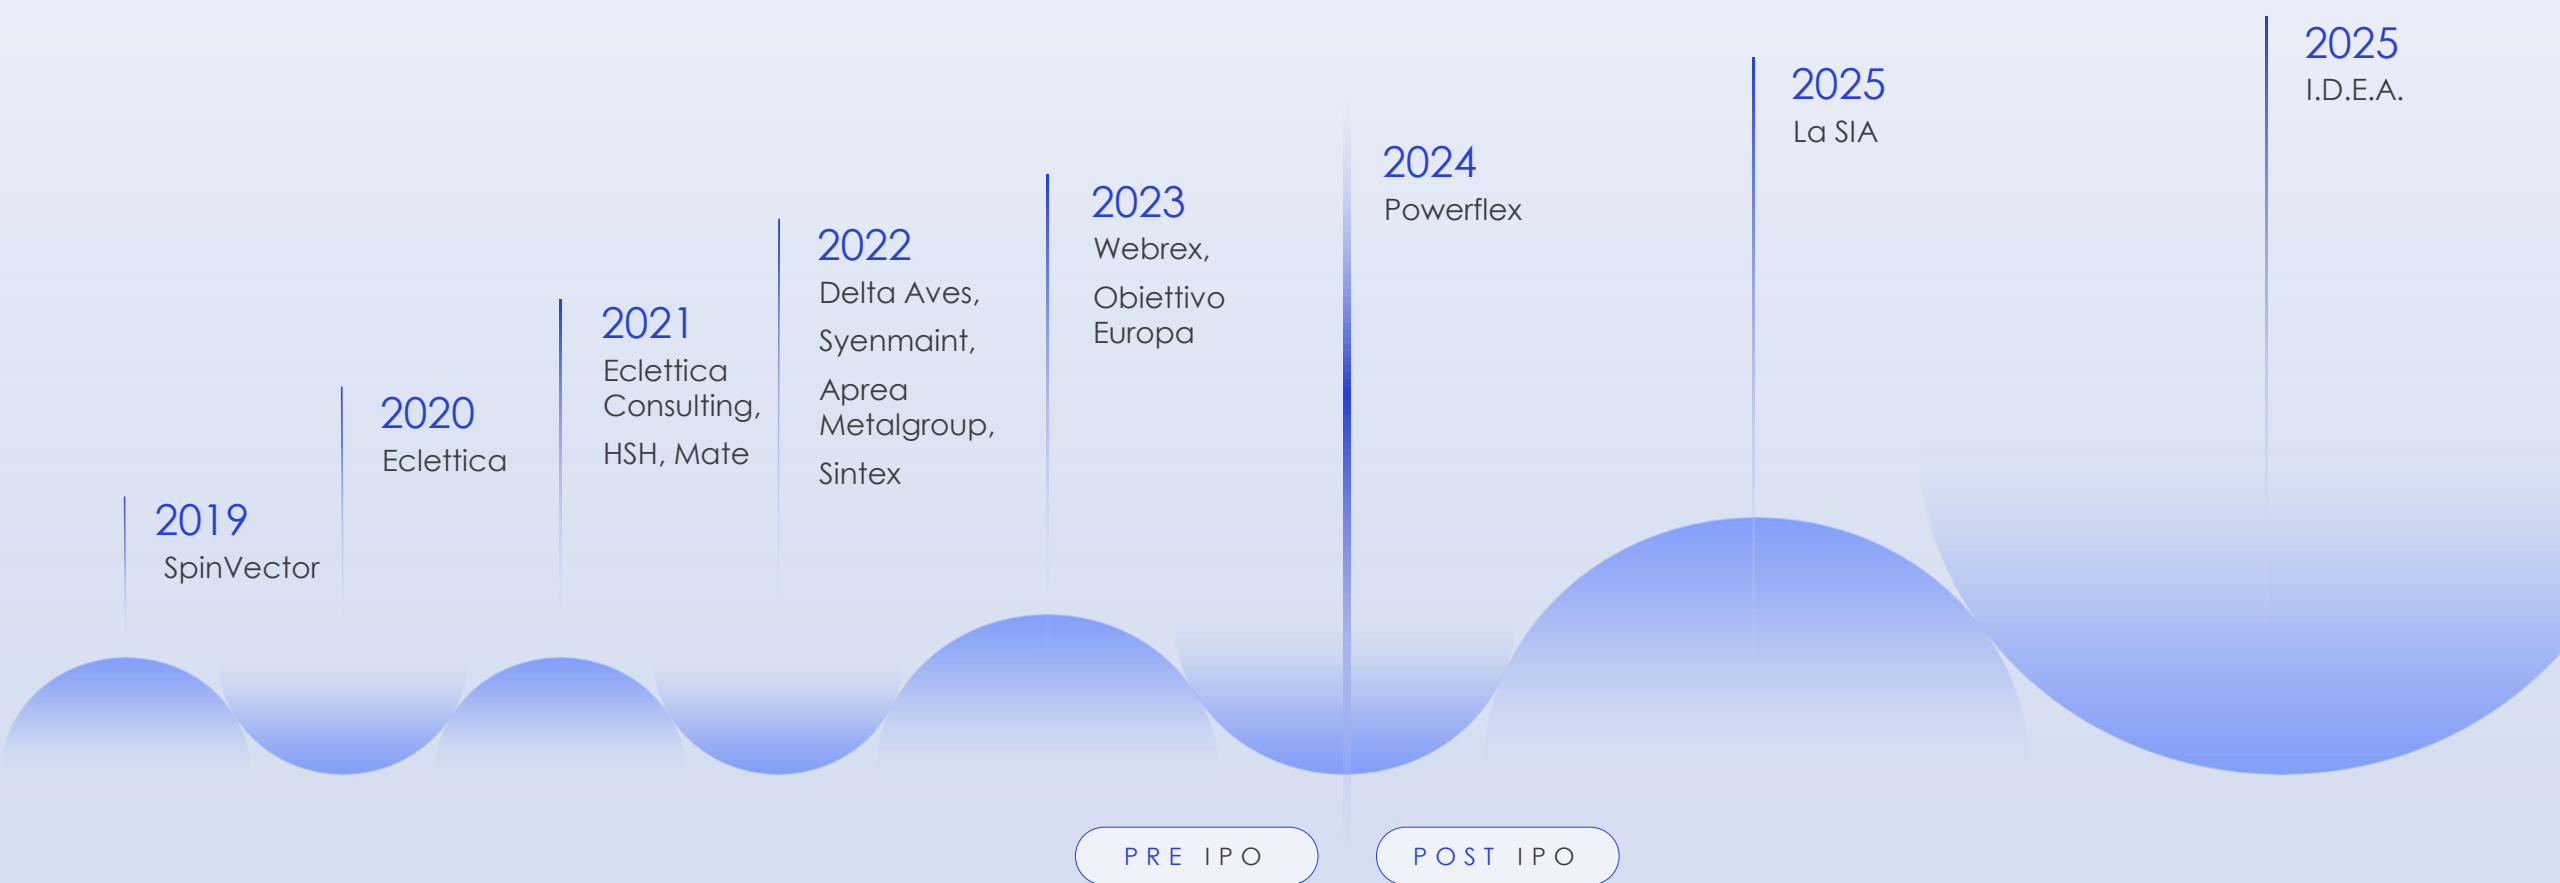 2019
SpinVector
2020
Eclettica
2021
Eclettica
Consulting,
HSH, Mate
2022
Delta Aves,
Syenmaint,
Aprea
Metalgroup,
Sintex
2023
Webrex,
Obiettivo
Europa
2024
Powerflex
2025
La SIA
2025
I.D.E.A.
PRE IPO
POST IPO